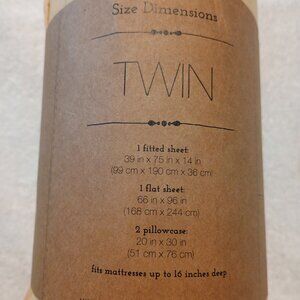 Size Dimensions
TWIN
1 fitted sheet:
39 in x 75 in x 14 in
(99 cm x 190 cm x 36 cm)
1 flat sheet:
66 in x 96 in
(168 cm x 244 cm)
2 pillowcase:
20 in x 30 in
(51 cm x 76 cm)
fits mattresses up to 16 inches deep